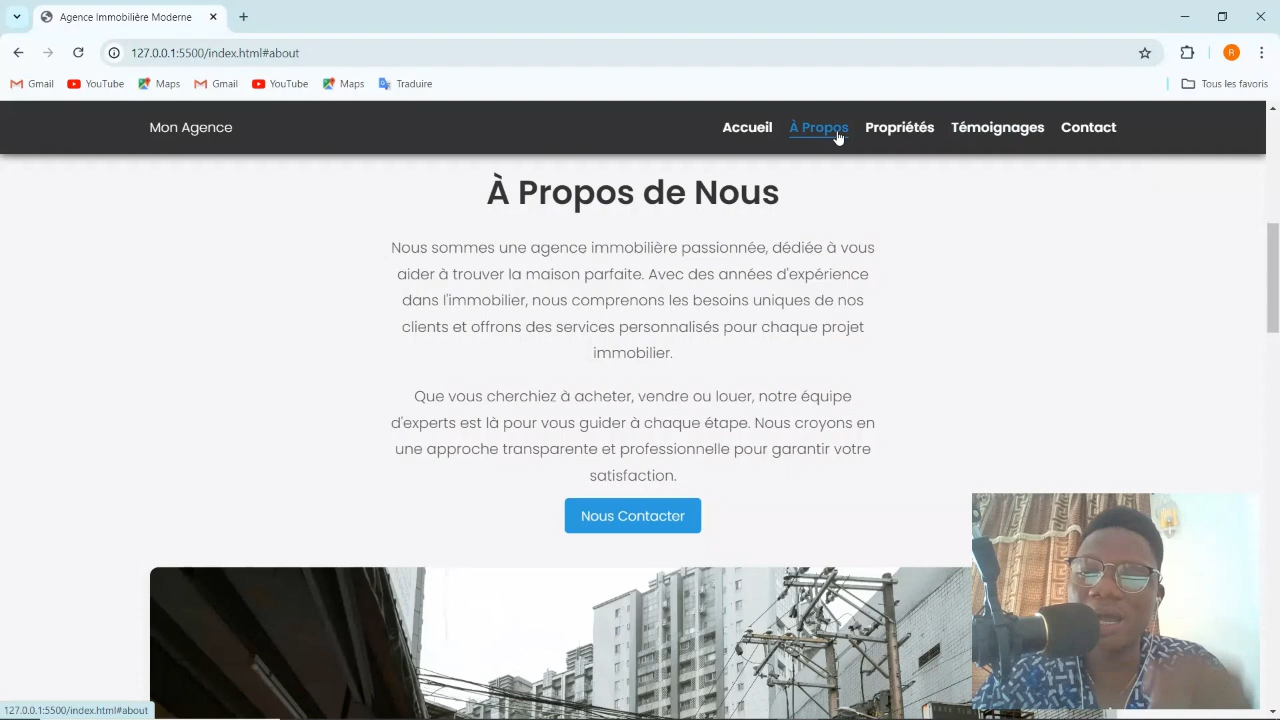 Agence Immobilière Moderne
127.0.0.1:5500/index.html#about
R
Gmail YouTube Maps Gmail YouTube Maps Traduire Tous les favoris
Mon Agence Accueil À Propos Propriétés Témoignages Contact
À Propos de Nous
Nous sommes une agence immobilière passionnée, dédiée à vous
aider à trouver la maison parfaite. Avec des années d'expérience
dans l'immobilier, nous comprenons les besoins uniques de nos
clients et offrons des services personnalisés pour chaque projet
immobilier.
Que vous cherchiez à acheter, vendre ou louer, notre équipe
d'experts est là pour vous guider à chaque étape. Nous croyons en
une approche transparente et professionnelle pour garantir votre
satisfaction.
Nous Contacter
127.0.0.1:5500/index.html#about